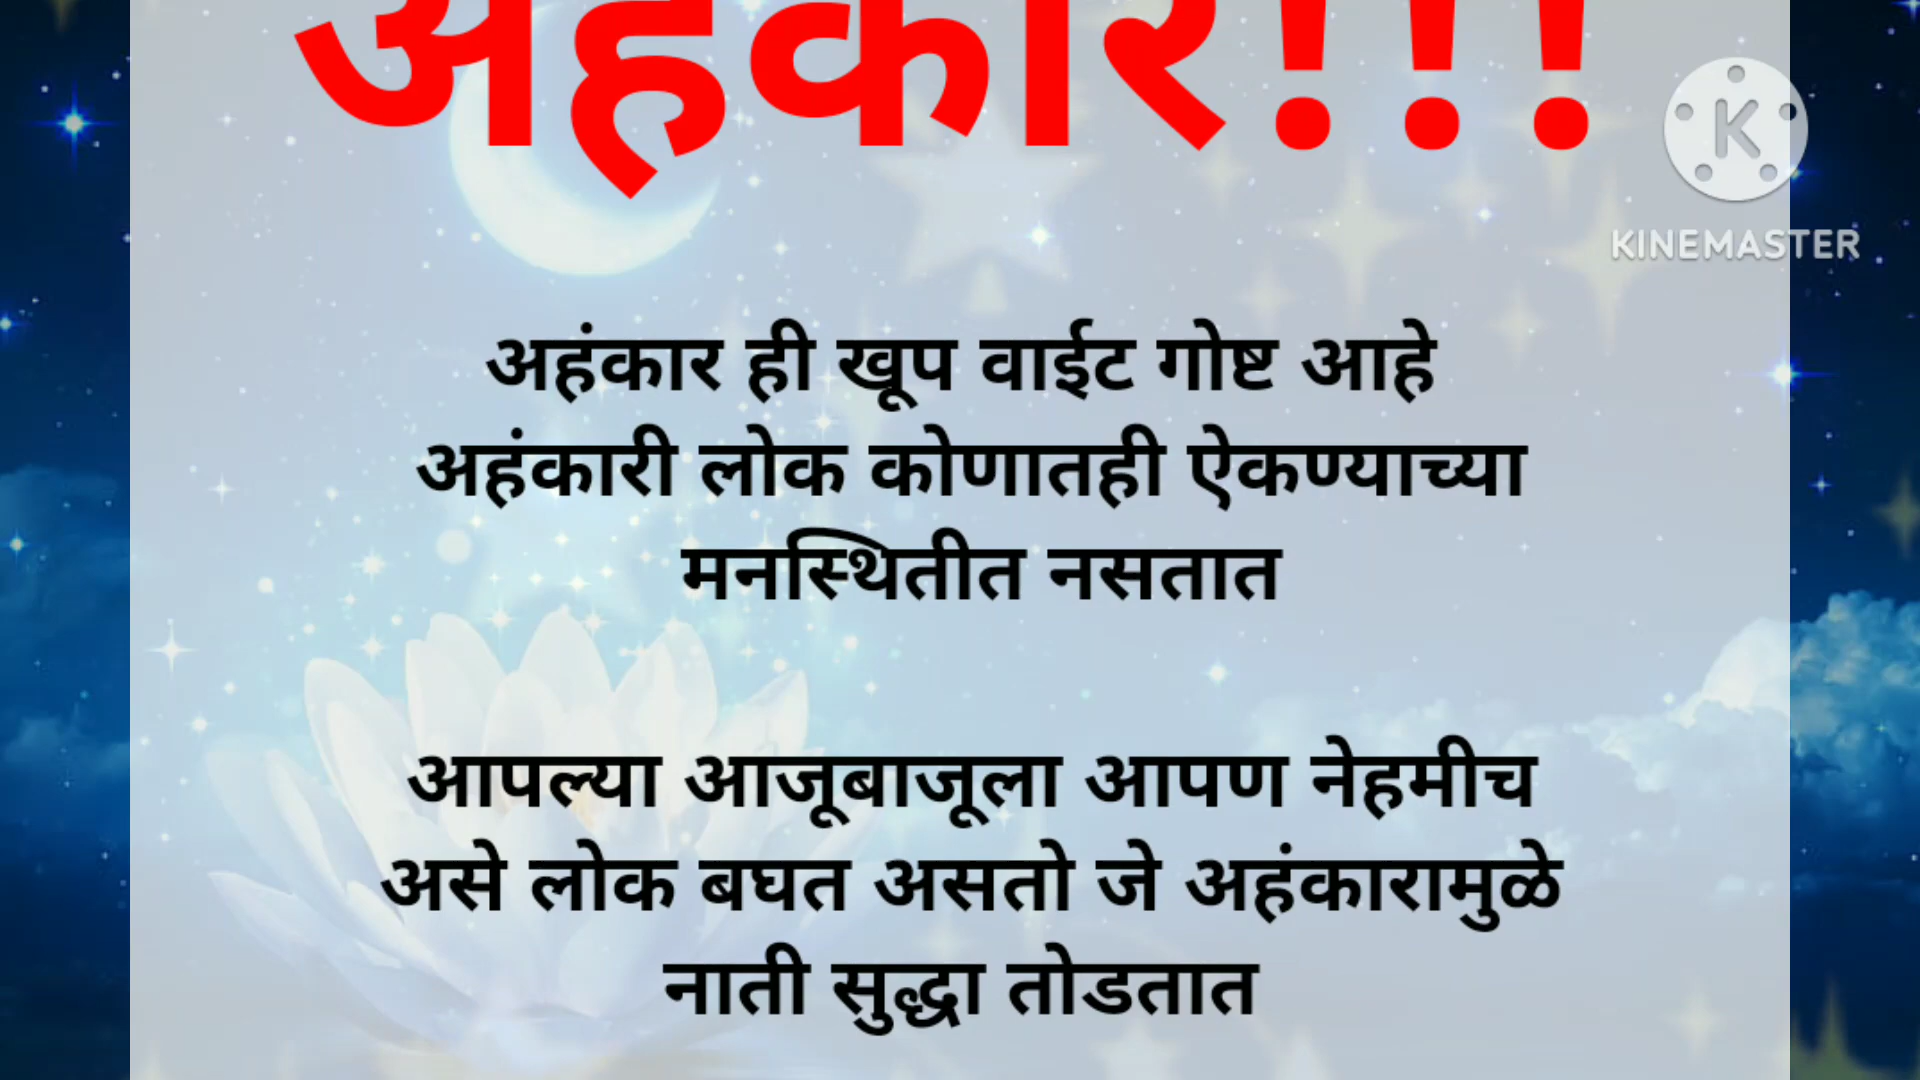 अहंकार!!!
KINEMASTER
अहंकार ही खूप वाईट गोष्ट आहे
अहंकारी लोक कोणातही ऐकण्याच्या
मनस्थितीत नसतात
आपल्या आजूबाजूला आपण नेहमीच
असे लोक बघत असतो जे अहंकारामुळे
नाती सुद्धा तोडतात